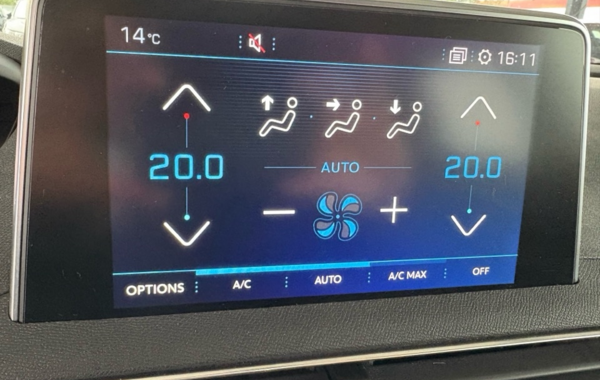 14°C 16:11
20.0 AUTO 20.0
OPTIONS A/C AUTO A/C MAX OFF